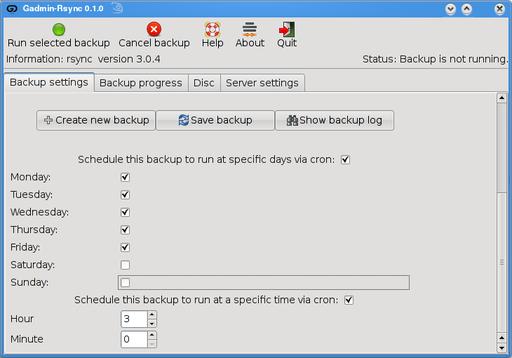 Gadmin-Rsync 0.1.0
Run selected backup Cancel backup Help About Quit
Information: rsync version 3.0.4 Status: Backup is not running.
Backup settings Backup progress Disc Server settings
Create new backup Save backup Show backup log
Schedule this backup to run at specific days via cron:
Monday:
Tuesday:
Wednesday:
Thursday:
Friday:
Saturday:
Sunday:
Schedule this backup to run at a specific time via cron:
Hour 3
Minute 0